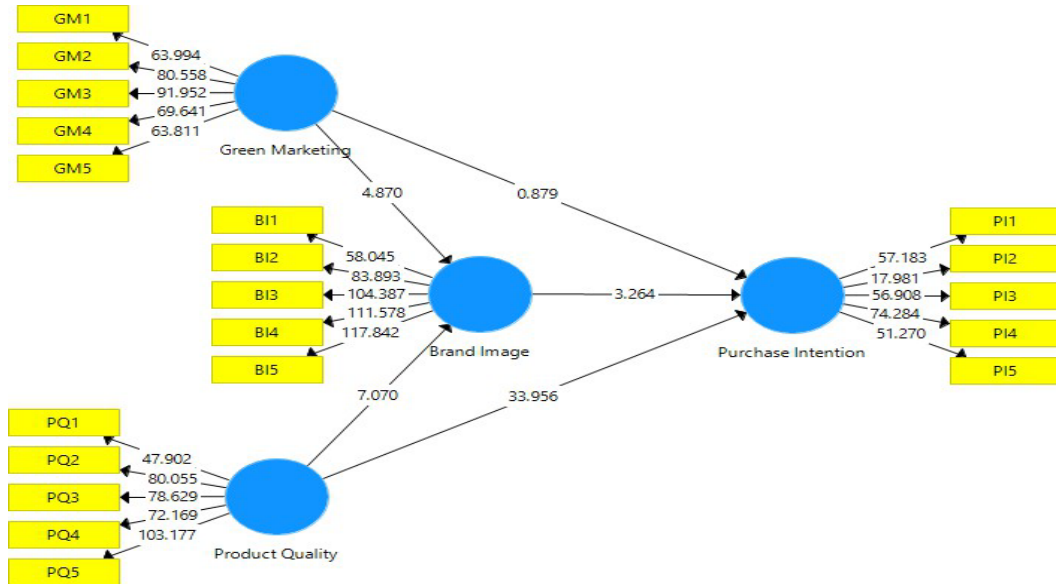 GM1
GM2
GM3
GM4
GM5
63.994
80.558
91.952
69.641
63.811
Green Marketing
4.870
0.879
BI1
BI2
BI3
BI4
BI5
58.045
83.893
104.387
111.578
117.842
Brand Image
3.264
7.070
33.956
PI1
PI2
PI3
PI4
PI5
57.183
17.981
56.908
74.284
51.270
Purchase Intention
PQ1
PQ2
PQ3
PQ4
PQ5
47.902
80.055
78.629
72.169
103.177
Product Quality